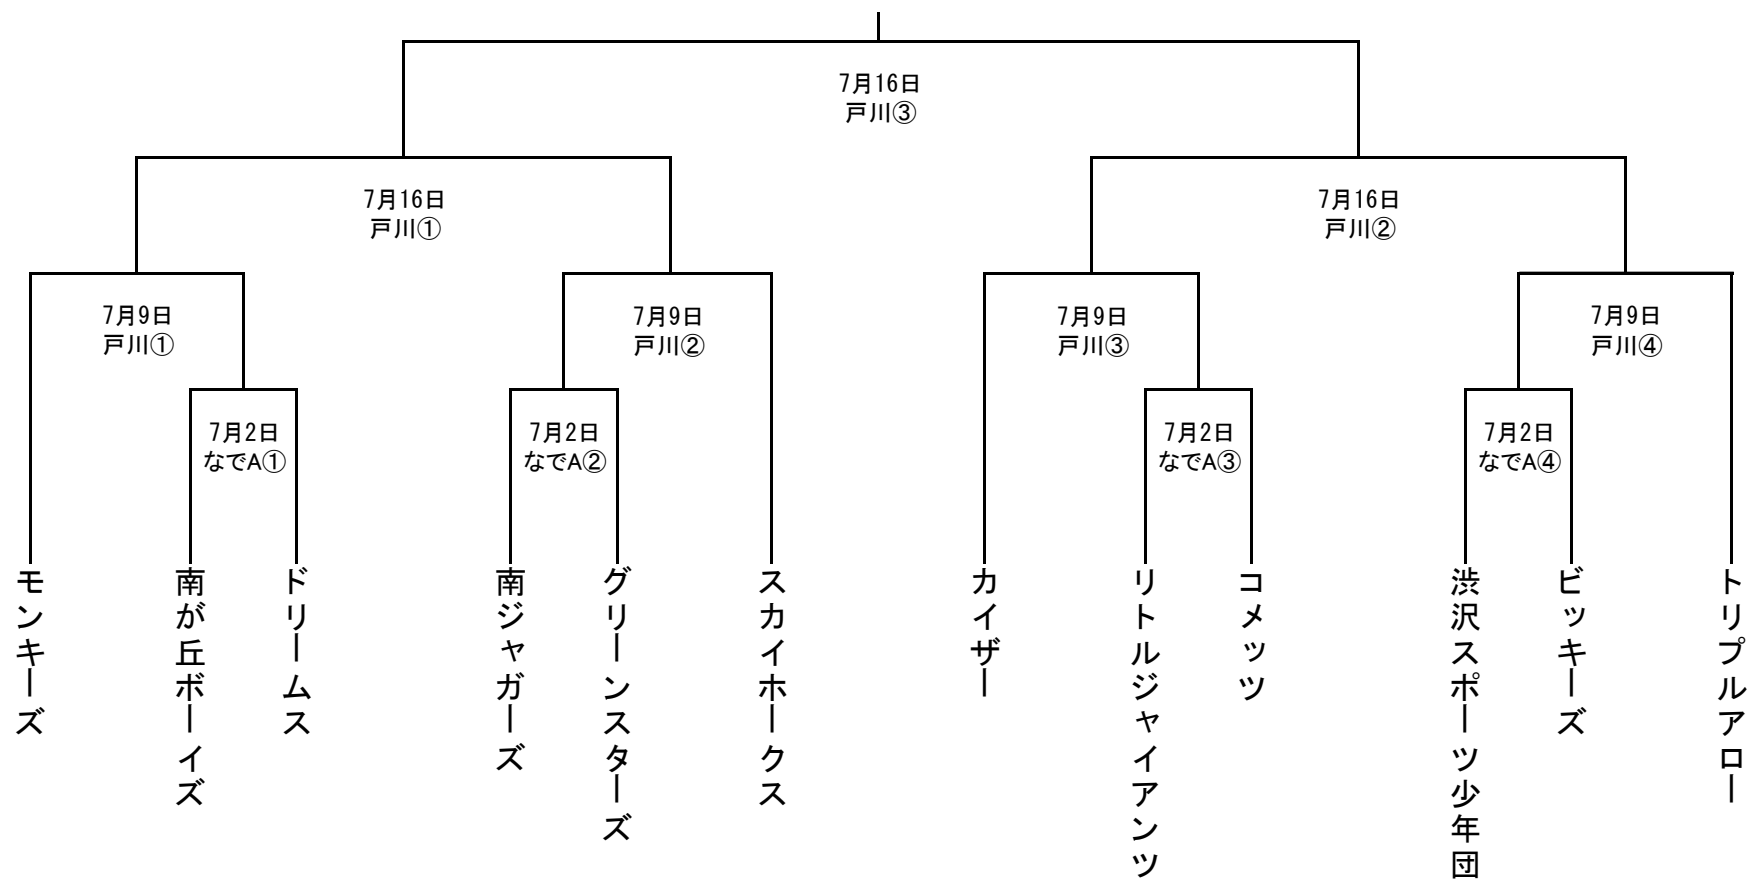 7月16日
戸川③
7月16日
戸川①
7月16日
戸川②
7月9日
戸川①
7月9日
戸川②
7月9日
戸川③
7月9日
戸川④
7月2日
なでA①
7月2日
なでA②
7月2日
なでA③
7月2日
なでA④
モンキーズ
南が丘ボーイズ
ドリームス
南ジャガーズ
グリーンスターズ
スカイホークス
カイザー
リトルジャイアンツ
コメッツ
渋沢スポーツ少年団
ビッキーズ
トリプルアロー